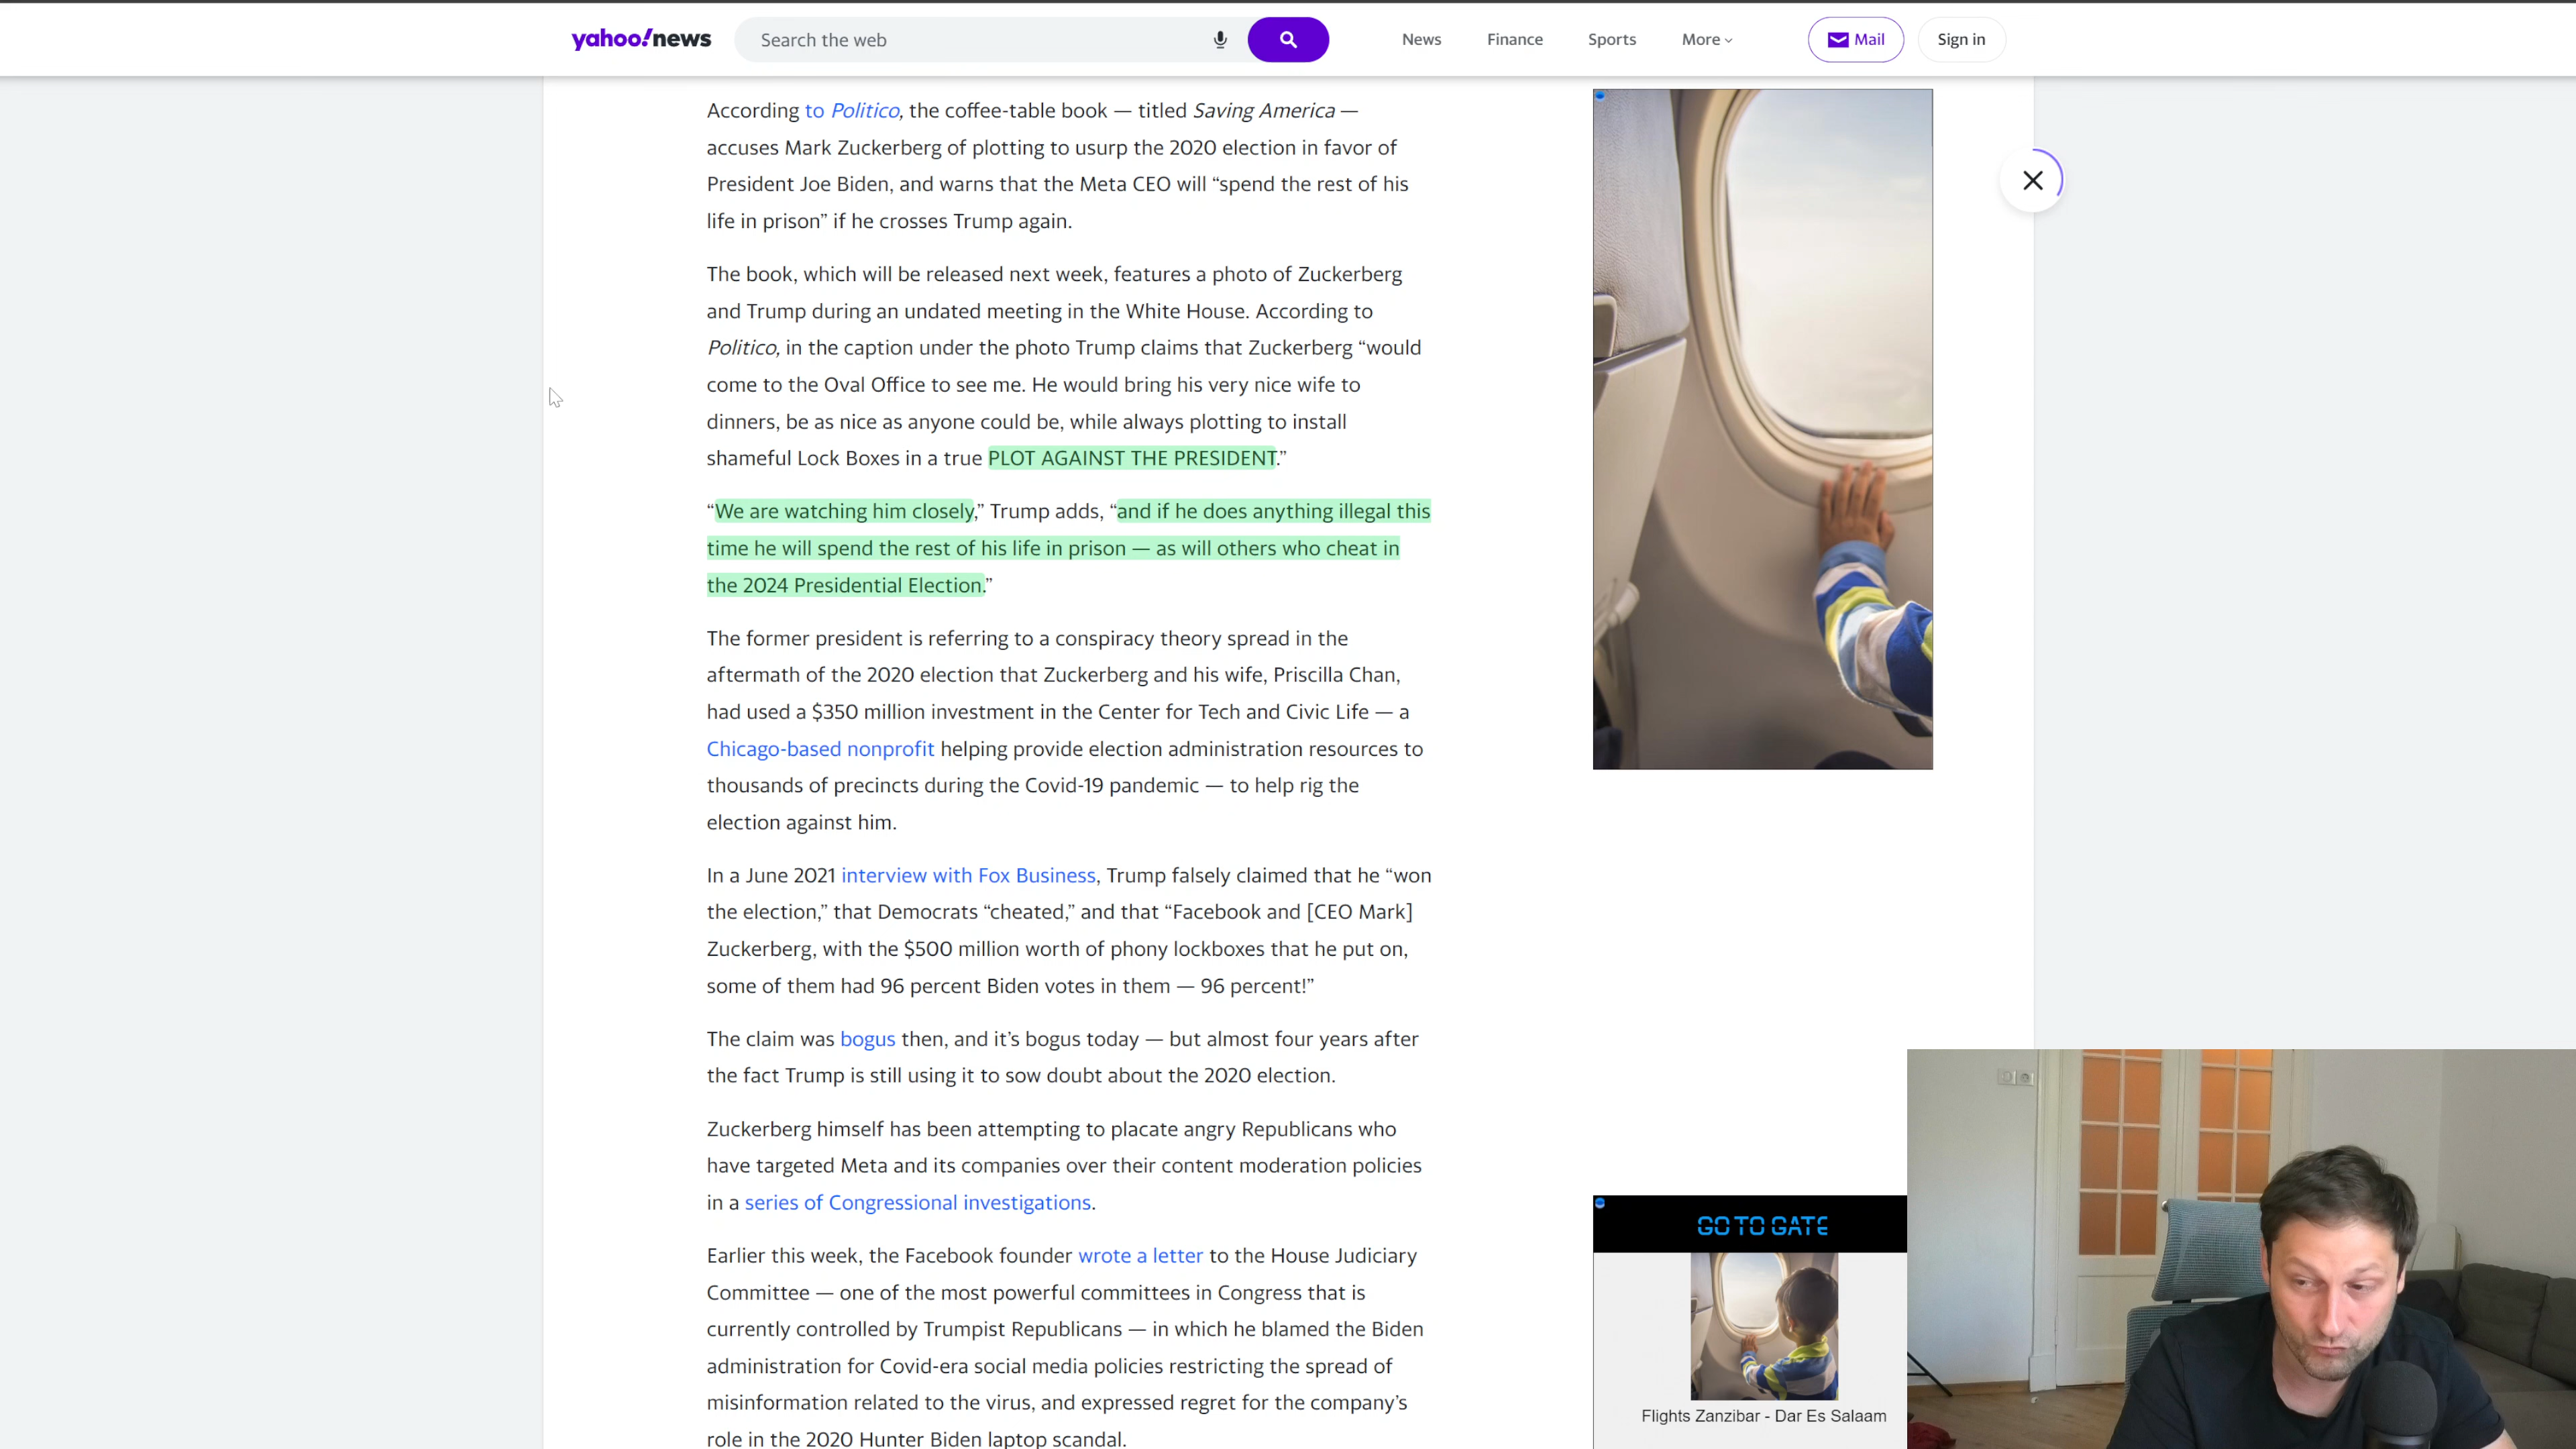 yahoo!news
Search the web
News
Finance
Sports
More
Mail
Sign in
According to Politico, the coffee-table book — titled Saving America —
accuses Mark Zuckerberg of plotting to usurp the 2020 election in favor of
President Joe Biden, and warns that the Meta CEO will “spend the rest of his
life in prison” if he crosses Trump again.
The book, which will be released next week, features a photo of Zuckerberg
and Trump during an undated meeting in the White House. According to
Politico, in the caption under the photo Trump claims that Zuckerberg “would
come to the Oval Office to see me. He would bring his very nice wife to
dinners, be as nice as anyone could be, while always plotting to install
shameful Lock Boxes in a true PLOT AGAINST THE PRESIDENT.”
“We are watching him closely,” Trump adds, “and if he does anything illegal this
time he will spend the rest of his life in prison — as will others who cheat in
the 2024 Presidential Election.”
The former president is referring to a conspiracy theory spread in the
aftermath of the 2020 election that Zuckerberg and his wife, Priscilla Chan,
had used a $350 million investment in the Center for Tech and Civic Life — a
Chicago-based nonprofit helping provide election administration resources to
thousands of precincts during the Covid-19 pandemic — to help rig the
election against him.
In a June 2021 interview with Fox Business, Trump falsely claimed that he “won
the election,” that Democrats “cheated,” and that “Facebook and [CEO Mark]
Zuckerberg, with the $500 million worth of phony lockboxes that he put on,
some of them had 96 percent Biden votes in them — 96 percent!”
The claim was bogus then, and it’s bogus today — but almost four years after
the fact Trump is still using it to sow doubt about the 2020 election.
Zuckerberg himself has been attempting to placate angry Republicans who
have targeted Meta and its companies over their content moderation policies
in a series of Congressional investigations.
Earlier this week, the Facebook founder wrote a letter to the House Judiciary
Committee — one of the most powerful committees in Congress that is
currently controlled by Trumpist Republicans — in which he blamed the Biden
administration for Covid-era social media policies restricting the spread of
misinformation related to the virus, and expressed regret for the company’s
role in the 2020 Hunter Biden laptop scandal.
GO TO GATE
Flights Zanzibar - Dar Es Salaam